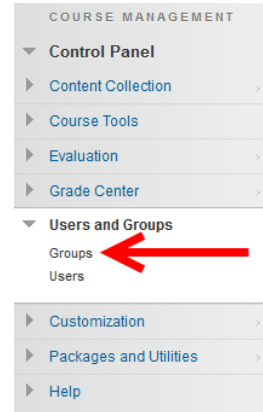 COURSE MANAGEMENT
Control Panel
Content Collection
Course Tools
Evaluation
Grade Center
Users and Groups
Groups
Users
Customization
Packages and Utilities
Help